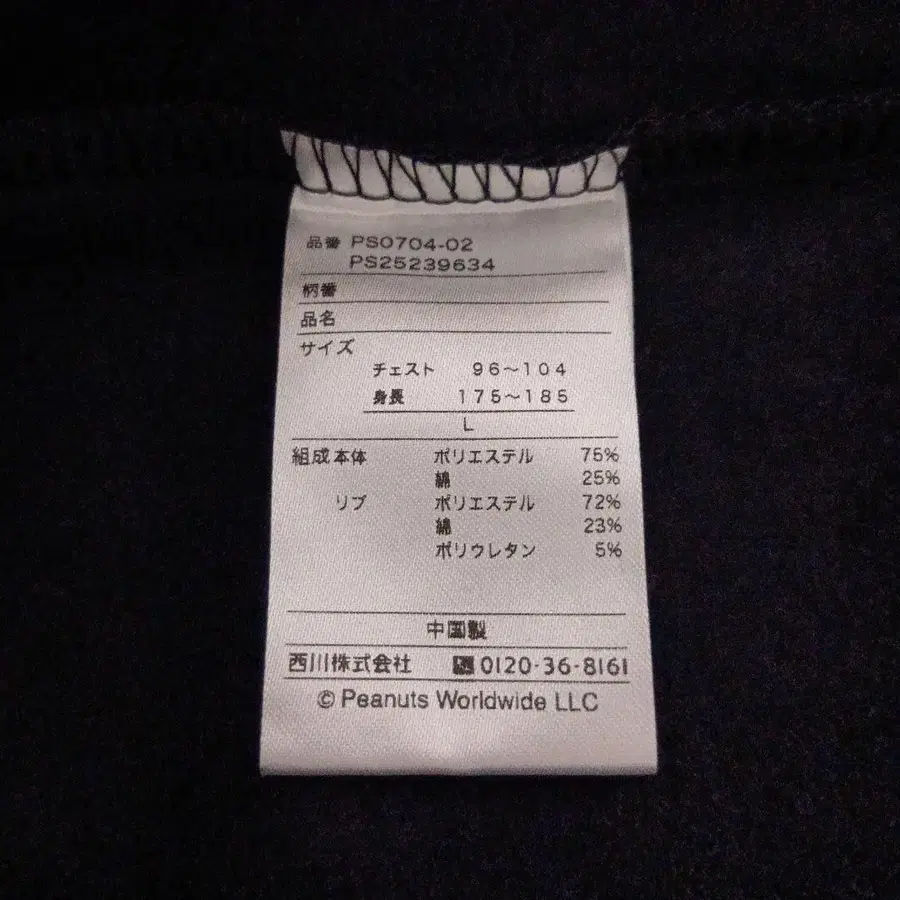 品番 PS0704-02
PS25239634
柄番
品名
サイズ
チェスト 96～104
身長 175～185
L
組成本体 ポリエステル 75%
綿 25%
リブ ポリエステル 72%
綿 23%
ポリウレタン 5%
中国製
西川株式会社 0120-36-8161
© Peanuts Worldwide LLC